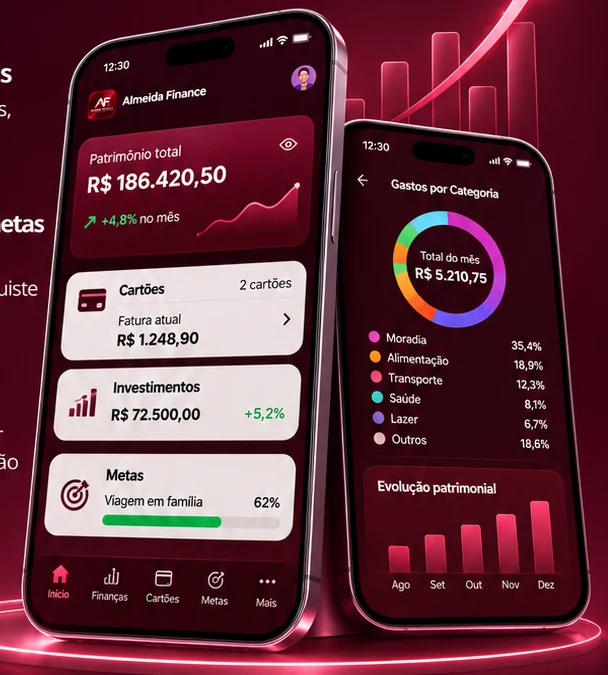 s
s,
etas
uiste
r
ão
12:30
AF
Almeida Finance
Patrimônio total
R$ 186.420,50
+4,8% no mês
Cartões 2 cartões
Fatura atual
R$ 1.248,90
Investimentos
R$ 72.500,00 +5,2%
Metas
Viagem em família 62%
Início Finanças Cartões Metas Mais
12:30
Gastos por Categoria
Total do mês
R$ 5.210,75
Moradia 35,4%
Alimentação 18,9%
Transporte 12,3%
Saúde 8,1%
Lazer 6,7%
Outros 18,6%
Evolução patrimonial
Ago Set Out Nov Dez